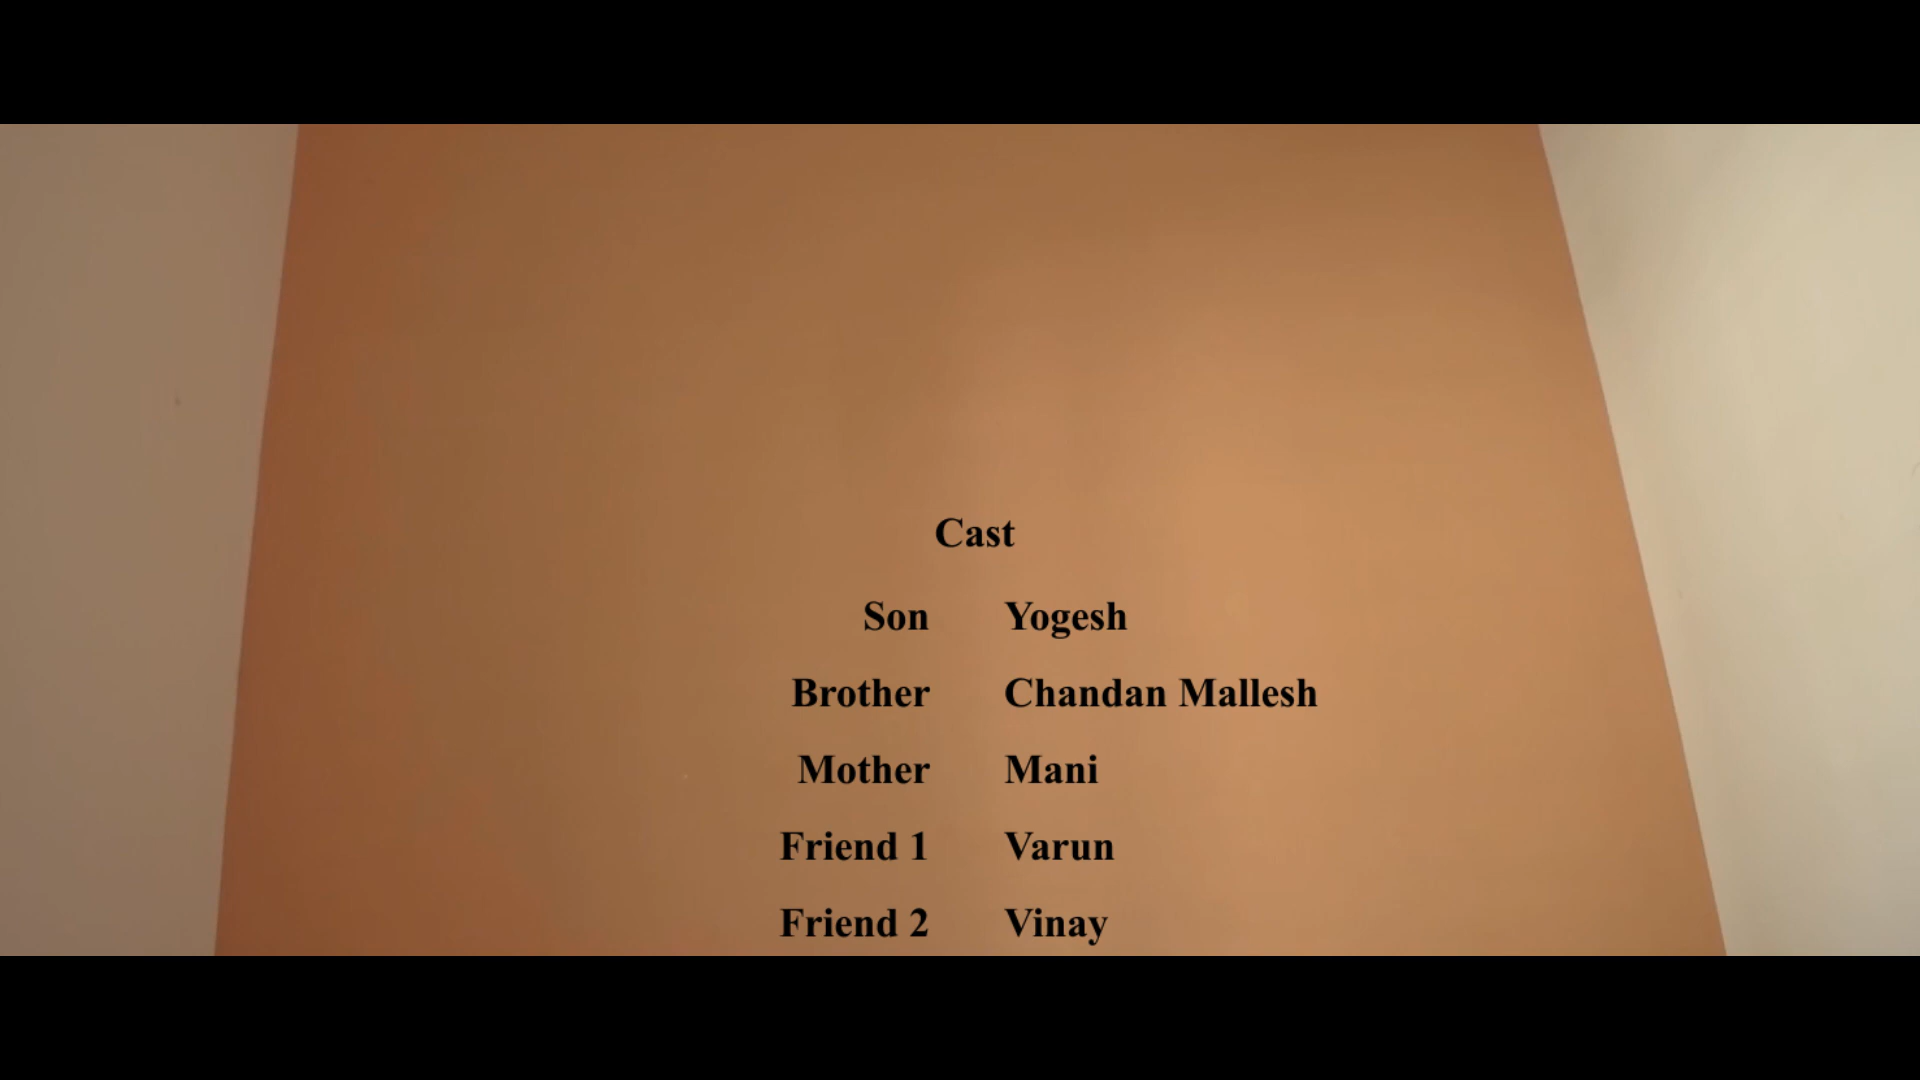 Cast
Son Yogesh
Brother Chandan Mallesh
Mother Mani
Friend 1 Varun
Friend 2 Vinay